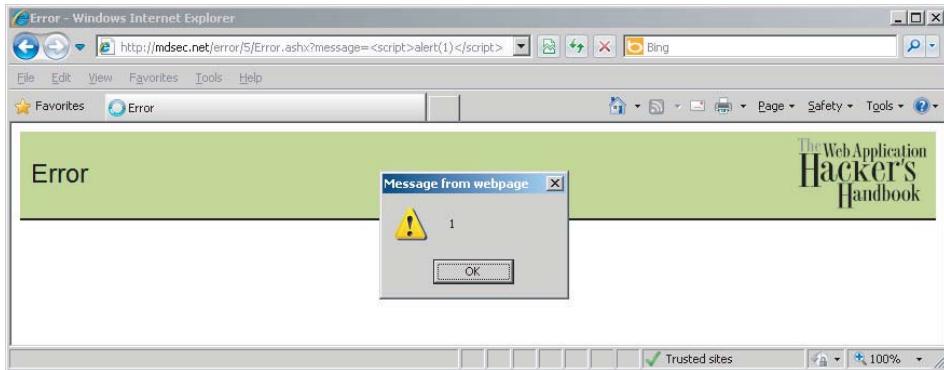 Error - Windows Internet Explorer
http://mdsec.net/error/5/Error.ashx?message=<script>alert(1)</script>
Bing
File Edit View Favorites Tools Help
Favorites Error Page Safety Tools
Error
The Web Application
Hacker's
Handbook
Message from webpage
1
OK
Trusted sites 100%